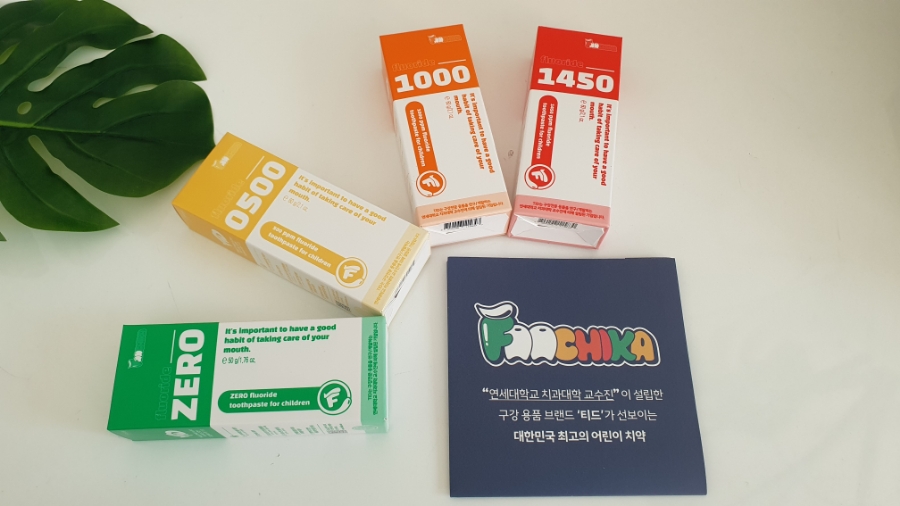 fluoride
1000
It's important to have a good
habit of taking care of your
mouth.
1000 ppm fluoride
toothpaste for children
F
fluoride
1450
It's important to have a good
habit of taking care of your
mouth.
1450 ppm fluoride
toothpaste for children
F
0500
It's important to have a good
habit of taking care of your
mouth.
500 ppm fluoride
toothpaste for children
F
fluoride
ZERO
It's important to have a good
habit of taking care of your
mouth.
℮ 50 g/1.76 oz.
ZERO fluoride
toothpaste for children
F
FOOCHIKA
“연세대학교 치과대학 교수진”이 설립한
구강 용품 브랜드 ‘티드’가 선보이는
대한민국 최고의 어린이 치약